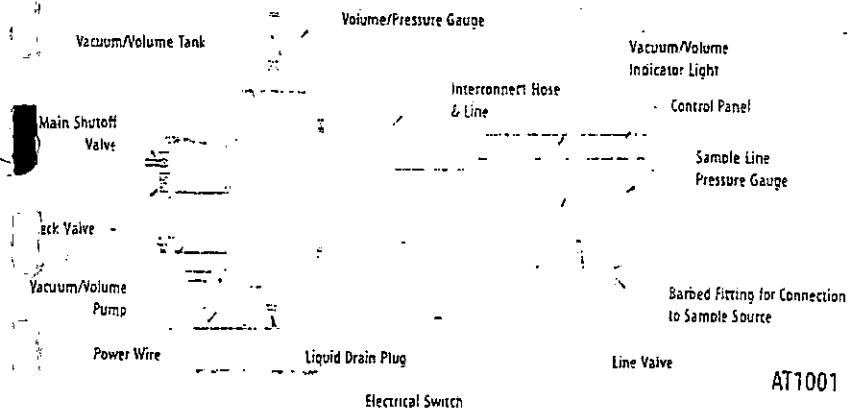 Volume/Pressure Gauge
Vacuum/Volume Tank
Vacuum/Volume
Indicator Light
Interconnect Hose
& Line
Control Panel
Main Shutoff
Valve
Sample Line
Pressure Gauge
eck Valve
Vacuum/Volume
Pump
Barbed Fitting for Connection
to Sample Source
Power Wire
Liquid Drain Plug
Line Valve
AT1001
Electrical Switch